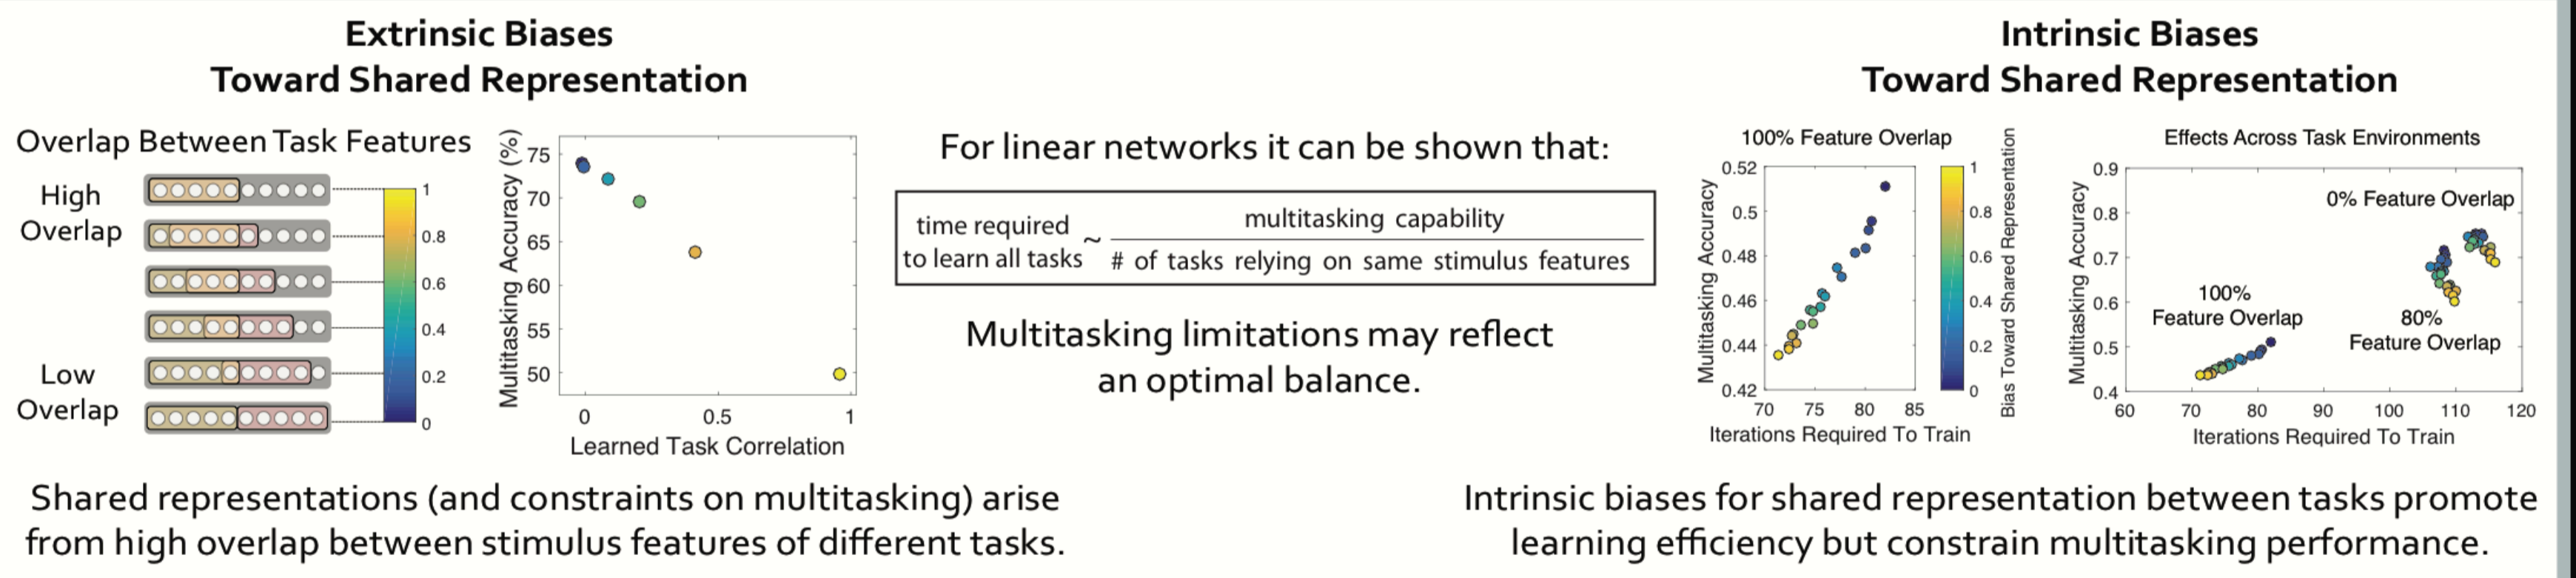 Extrinsic Biases
Toward Shared Representation
Overlap Between Task Features
High
Overlap
Low
Overlap
1
0.8
0.6
0.4
0.2
0
Multitasking Accuracy (%)
75
70
65
60
55
50
0 0.5 1
Learned Task Correlation
Shared representations (and constraints on multitasking) arise
from high overlap between stimulus features of different tasks.
For linear networks it can be shown that:
time required
to learn all tasks
~
multitasking capability
# of tasks relying on same stimulus features
Multitasking limitations may reflect
an optimal balance.
Intrinsic Biases
Toward Shared Representation
100% Feature Overlap
Multitasking Accuracy
0.52
0.5
0.48
0.46
0.44
0.42
70 75 80 85
Iterations Required To Train
1
0.8
0.6
0.4
0.2
0
Bias Toward Shared Representation
Effects Across Task Environments
Multitasking Accuracy
0.9
0.8
0.7
0.6
0.5
0.4
0% Feature Overlap
100%
Feature Overlap
80%
Feature Overlap
60 70 80 90 100 110 120
Iterations Required To Train
Intrinsic biases for shared representation between tasks promote
learning efficiency but constrain multitasking performance.